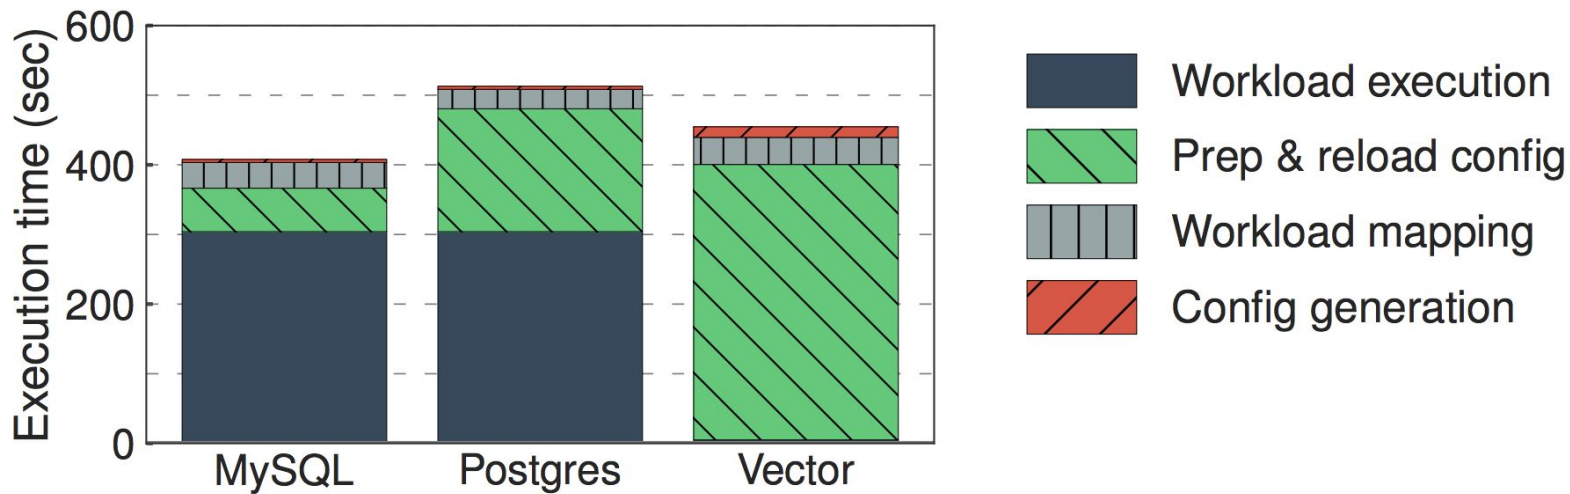 Execution time (sec)
600
400
200
0
MySQL
Postgres
Vector
Workload execution
Prep & reload config
Workload mapping
Config generation